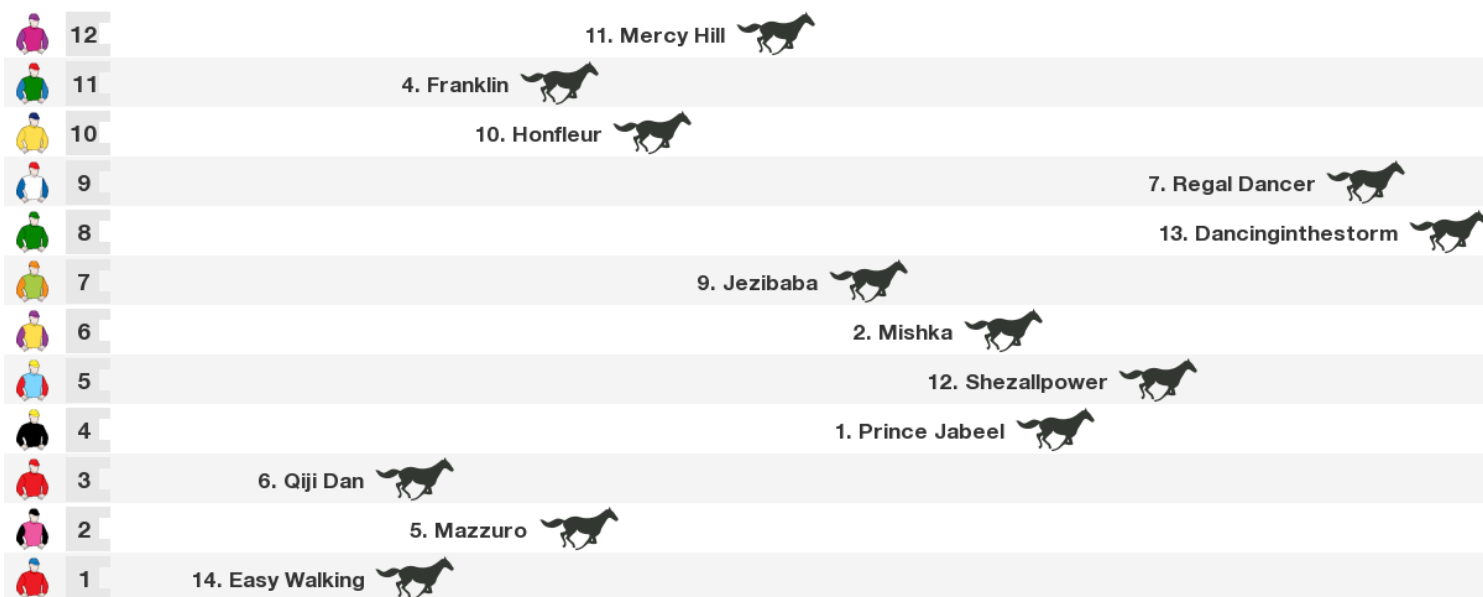 12 11. Mercy Hill
11 4. Franklin
10 10. Honfleur
9 7. Regal Dancer
8 13. Dancinginthestorm
7 9. Jezibaba
6 2. Mishka
5 12. Shezallpower
4 1. Prince Jabeel
3 6. Qiji Dan
2 5. Mazzuro
1 14. Easy Walking